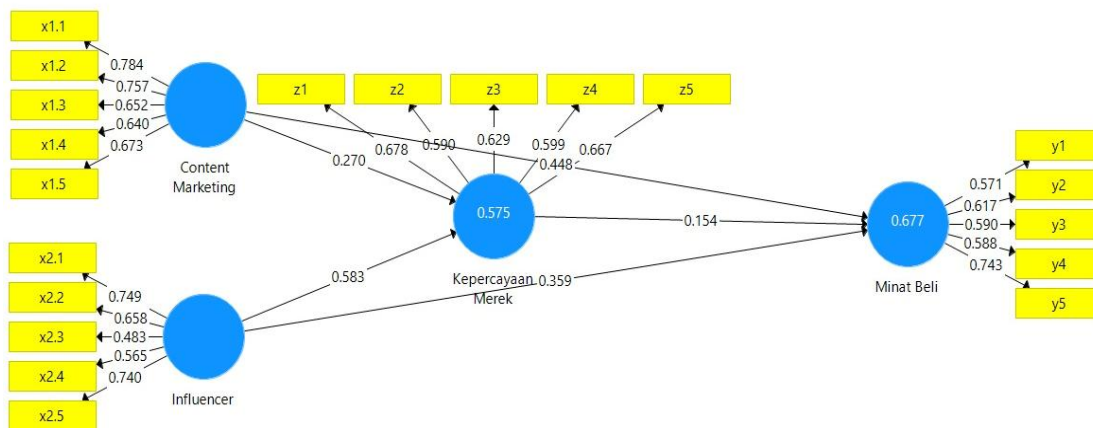 x1.1
x1.2
x1.3
x1.4
x1.5
0.784
0.757
0.652
0.640
0.673
Content
Marketing
z1
z2
z3
z4
z5
0.678
0.590
0.629
0.599
0.667
0.270
0.448
0.575
Kepercayaan
Merek
0.154
0.583
0.359
x2.1
x2.2
x2.3
x2.4
x2.5
0.749
0.658
0.483
0.565
0.740
Influencer
0.677
Minat Beli
0.571
0.617
0.590
0.588
0.743
y1
y2
y3
y4
y5